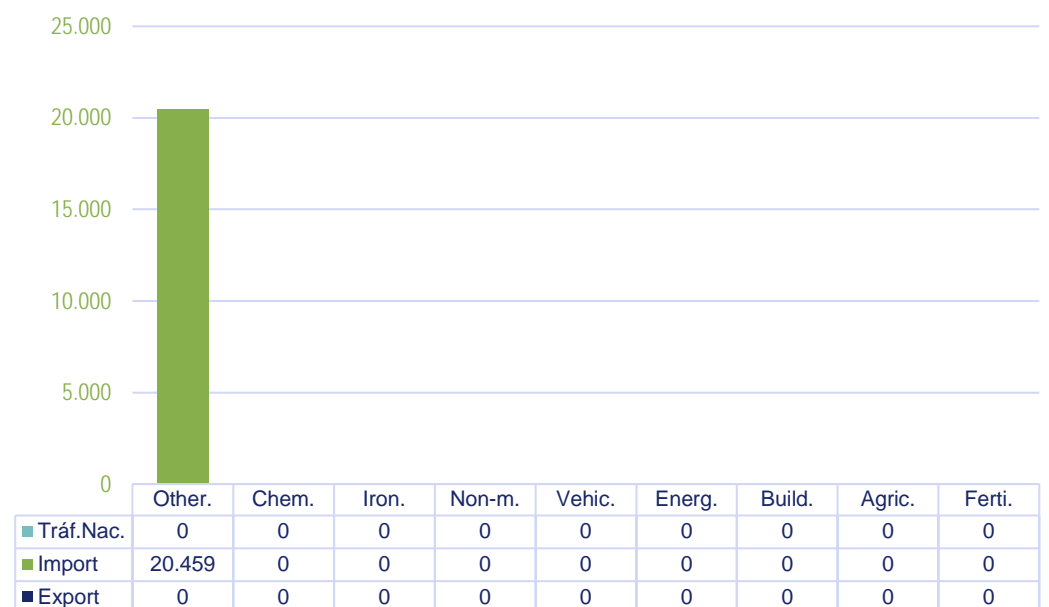 25.000
20.000
15.000
10.000
5.000
0
Other. Chem. Iron. Non-m. Vehic. Energ. Build. Agric. Ferti.
Tráf.Nac. 0 0 0 0 0 0 0 0 0
Import 20.459 0 0 0 0 0 0 0 0
Export 0 0 0 0 0 0 0 0 0